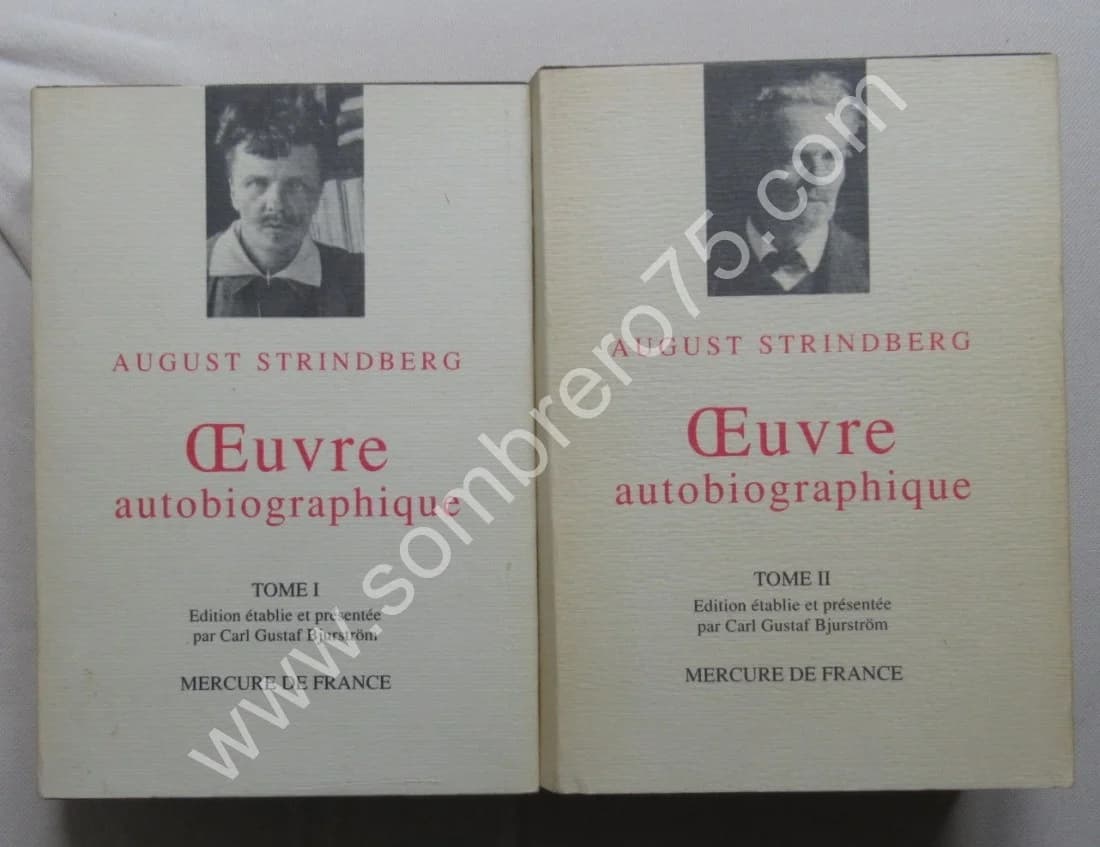 AUGUST STRINDBERG
Œuvre
autobiographique
TOME I
Edition établie et présentée
par Carl Gustaf Bjurström
MERCURE DE FRANCE
AUGUST STRINDBERG
Œuvre
autobiographique
TOME II
Edition établie et présentée
par Carl Gustaf Bjurström
MERCURE DE FRANCE
www.sombrero75.com